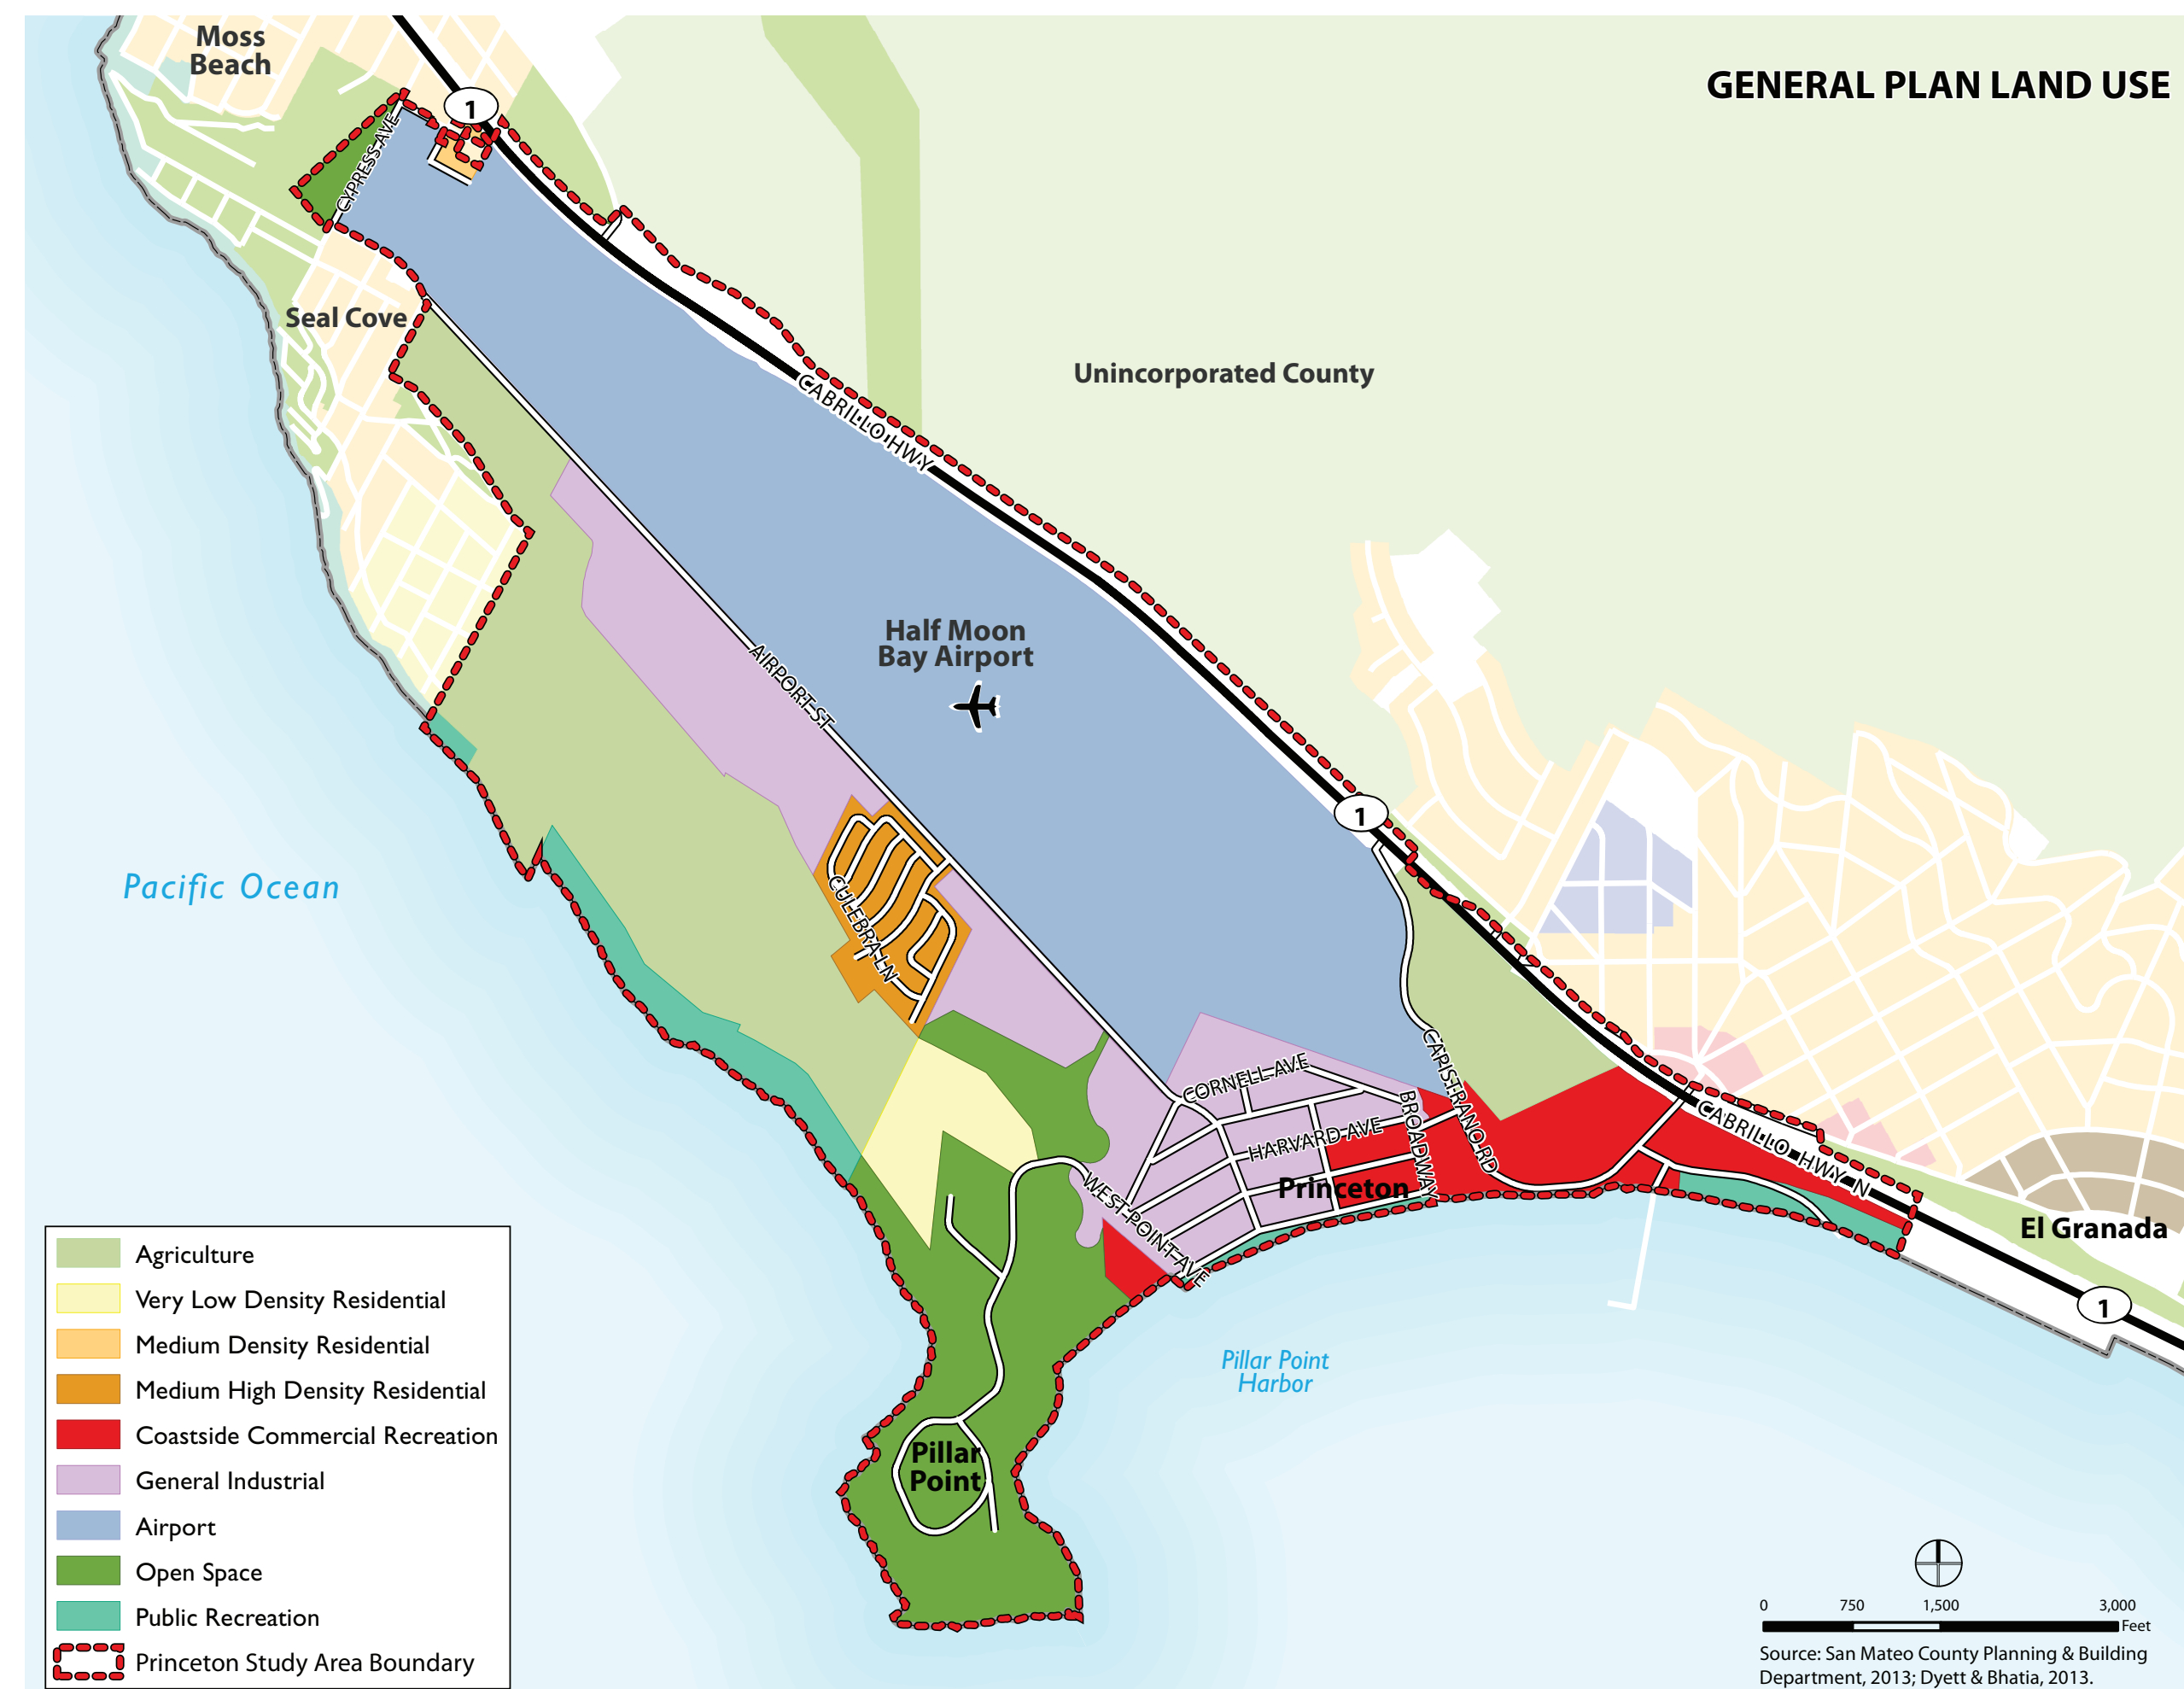 GENERAL PLAN LAND USE
Moss
Beach
1
CYPRESS AVE
Seal Cove
Unincorporated County
CABRILLO HWY
Half Moon
Bay Airport
AIRPORT ST
1
Pacific Ocean
CULEBRA LN
CAPISTRANO RD
CORNELL AVE
BROADWAY
HARVARD AVE
CABRILLO HWY N
Princeton
WEST POINT AVE
El Granada
1
Pillar Point
Harbor
Pillar
Point
Agriculture
Very Low Density Residential
Medium Density Residential
Medium High Density Residential
Coastside Commercial Recreation
General Industrial
Airport
Open Space
Public Recreation
Princeton Study Area Boundary
0 750 1,500 3,000
Feet
Source: San Mateo County Planning & Building
Department, 2013; Dyett & Bhatia, 2013.